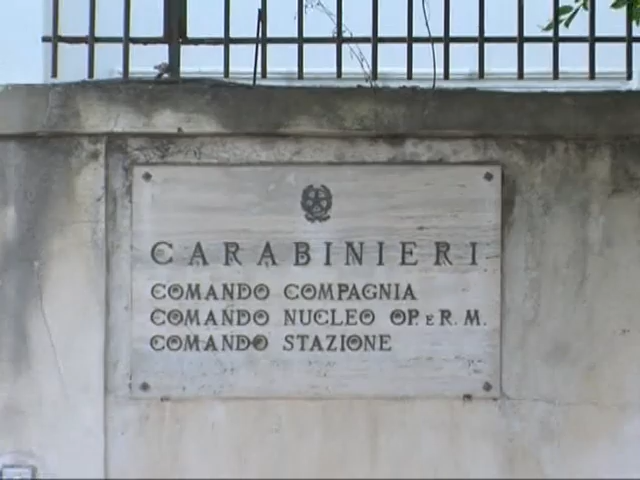 CARABINIERI
COMANDO COMPAGNIA
COMANDO NUCLEO OP. E R. M.
COMANDO STAZIONE